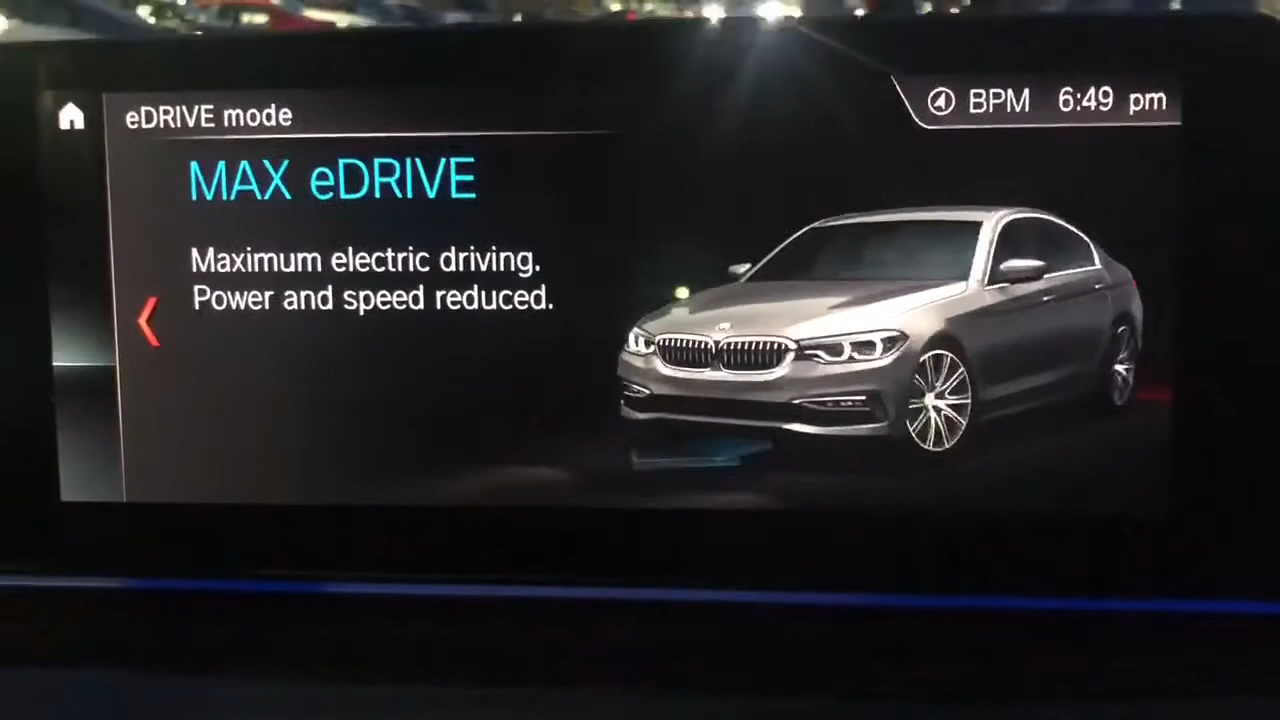 eDRIVE mode
BPM 6:49 pm
MAX eDRIVE
Maximum electric driving.
Power and speed reduced.